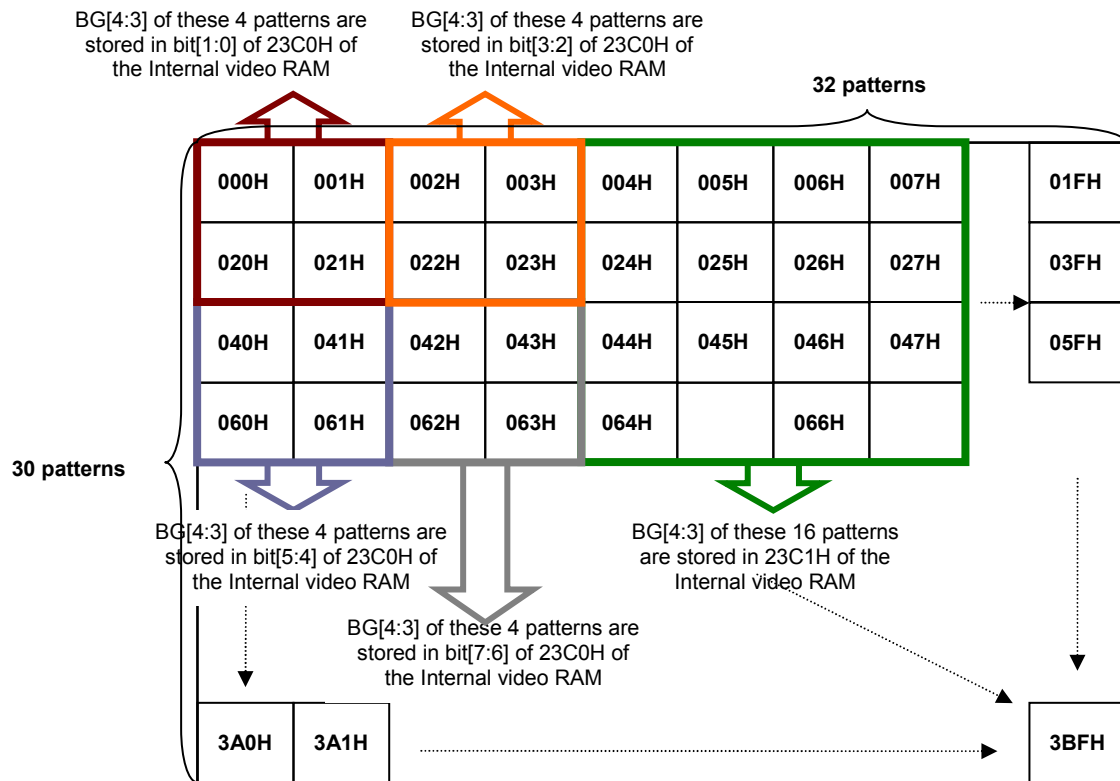 BG[4:3] of these 4 patterns are
stored in bit[1:0] of 23C0H of
the Internal video RAM
BG[4:3] of these 4 patterns are
stored in bit[3:2] of 23C0H of
the Internal video RAM
32 patterns
000H 001H 002H 003H 004H 005H 006H 007H 01FH
020H 021H 022H 023H 024H 025H 026H 027H 03FH
040H 041H 042H 043H 044H 045H 046H 047H 05FH
060H 061H 062H 063H 064H 066H
30 patterns
BG[4:3] of these 4 patterns are
stored in bit[5:4] of 23C0H of
the Internal video RAM
BG[4:3] of these 16 patterns
are stored in 23C1H of the
Internal video RAM
BG[4:3] of these 4 patterns are
stored in bit[7:6] of 23C0H of
the Internal video RAM
3A0H 3A1H 3BFH